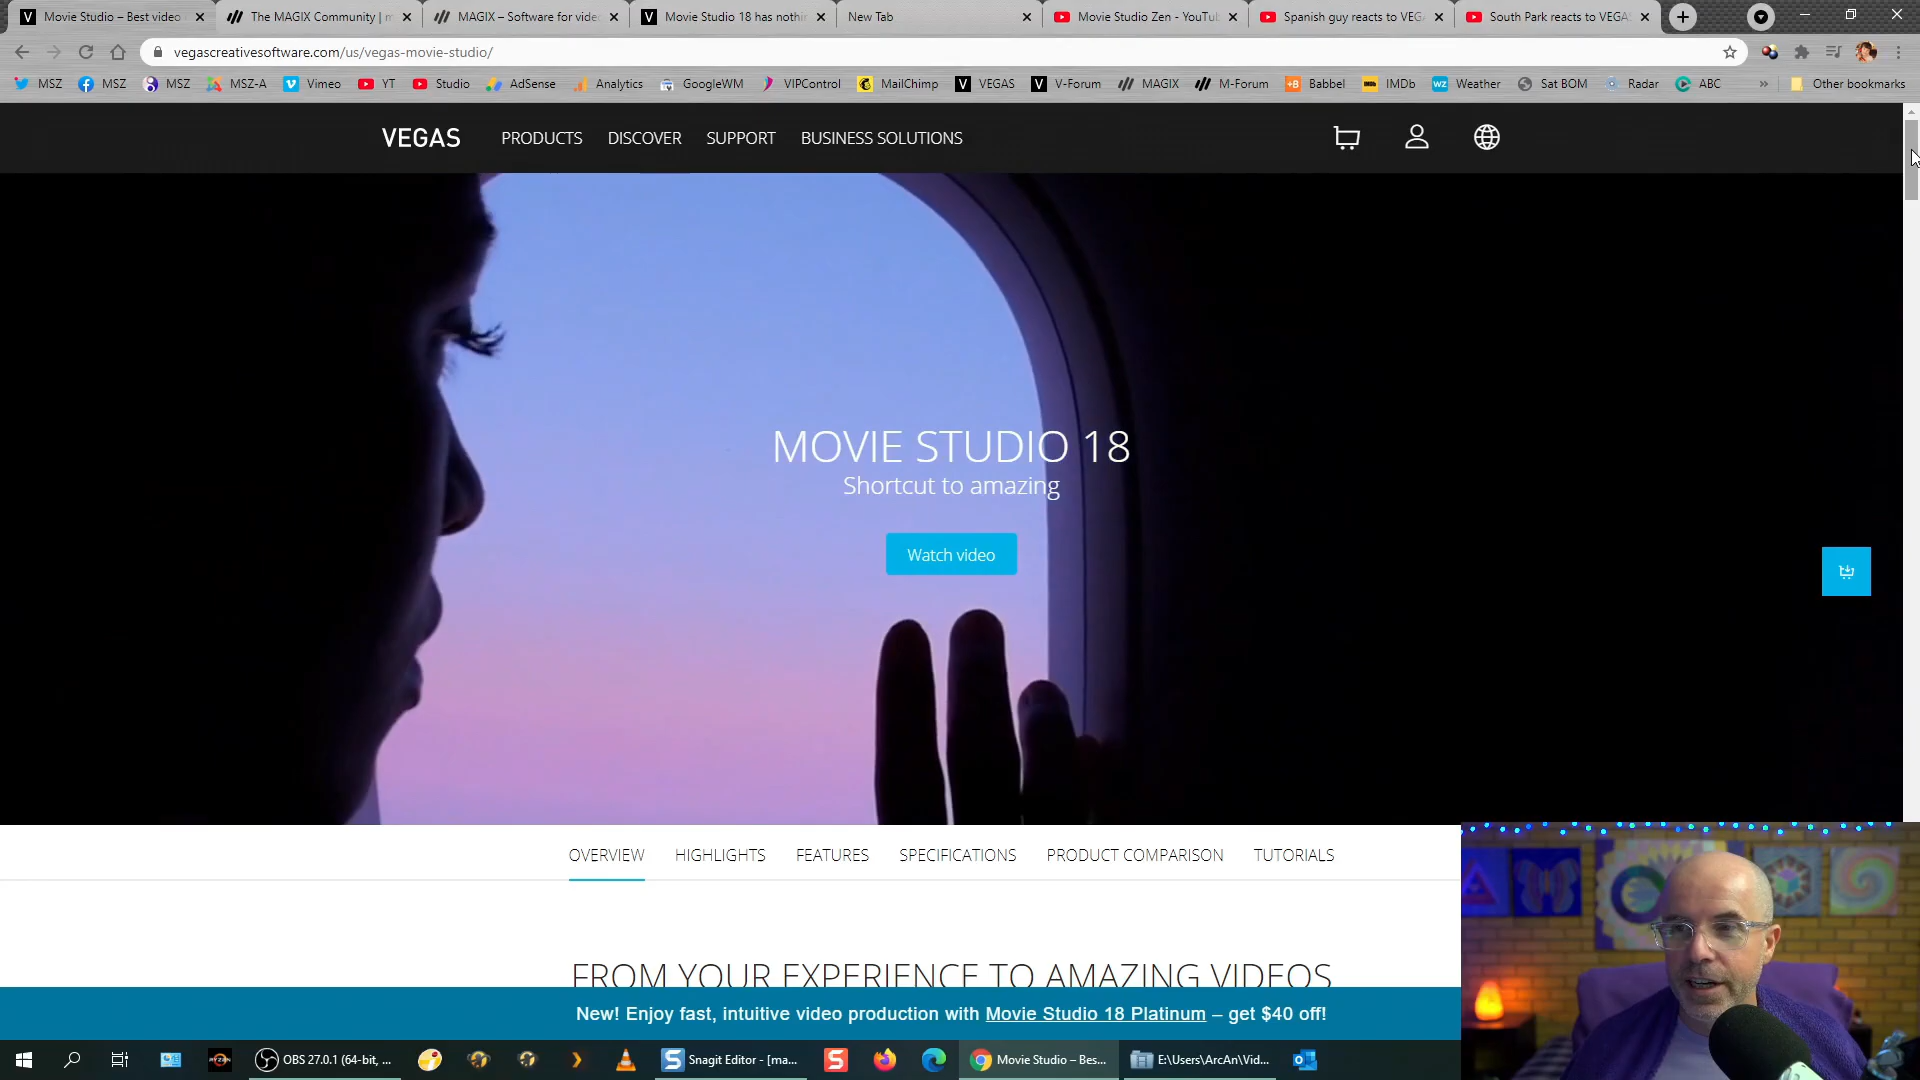 Movie Studio – Best video
The MAGIX Community | m
MAGIX – Software for vide
Movie Studio 18 has nothi
New Tab
Movie Studio Zen - YouTu
Spanish guy reacts to VEGA
South Park reacts to VEGAS
vegascreativesoftware.com/us/vegas-movie-studio/
MSZ MSZ MSZ MSZ-A Vimeo YT Studio AdSense Analytics GoogleWM VIPControl MailChimp VEGAS V-Forum MAGIX M-Forum Babbel IMDb Weather Sat BOM Radar ABC » Other bookmarks
VEGAS PRODUCTS DISCOVER SUPPORT BUSINESS SOLUTIONS
MOVIE STUDIO 18
Shortcut to amazing
Watch video
OVERVIEW HIGHLIGHTS FEATURES SPECIFICATIONS PRODUCT COMPARISON TUTORIALS
FROM YOUR EXPERIENCE TO AMAZING VIDEOS
New! Enjoy fast, intuitive video production with Movie Studio 18 Platinum – get $40 off!
OBS 27.0.1 (64-bit, ...
Snagit Editor - [ma...
Movie Studio – Bes...
E:\Users\ArcAn\Vid...